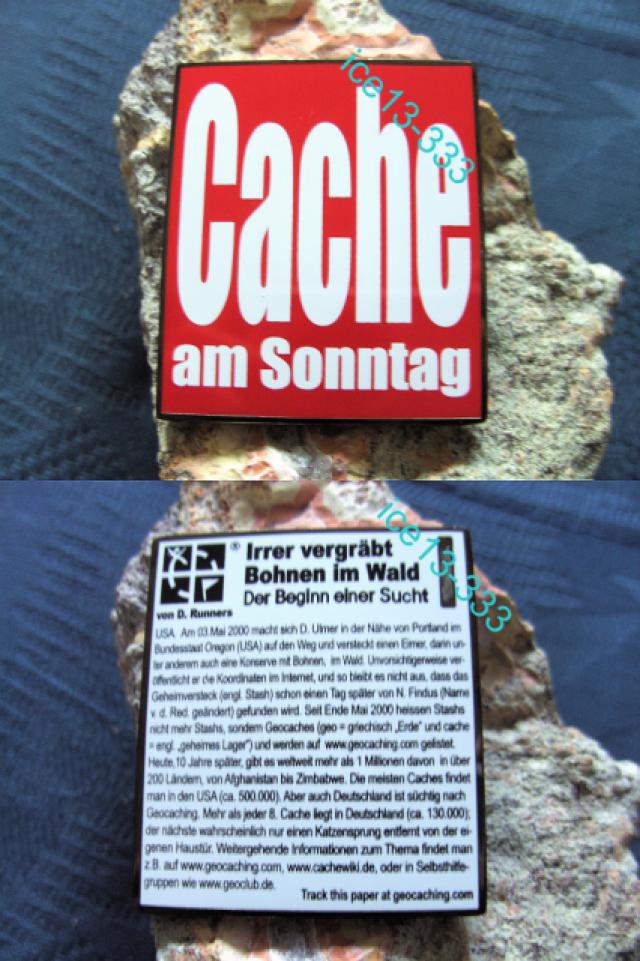 ice13-333
Cache
am Sonntag
ice13-333
® Irrer vergräbt
Bohnen im Wald
Der Beginn einer Sucht
von D. Runners
USA. Am 03.Mai 2000 macht sich D. Ulmer in der Nähe von Portland im
Bundesstaat Oregon (USA) auf den Weg und versteckt einen Eimer, darin un-
ter anderem auch eine Konserve mit Bohnen, im Wald. Unvorsichtigerweise ver-
öffentlicht er die Koordinaten im Internet, und so bleibt es nicht aus, dass das
Geheimversteck (engl. Stash) schon einen Tag später von N. Findus (Name
v. d. Red. geändert) gefunden wird. Seit Ende Mai 2000 heissen Stashs
nicht mehr Stashs, sondern Geocaches (geo = griechisch „Erde" und cache
= engl. „geheimes Lager") und werden auf www.geocaching.com gelistet.
Heute,10 Jahre später, gibt es weltweit mehr als 1 Millionen davon in über
200 Ländern, von Afghanistan bis Zimbabwe. Die meisten Caches findet
man in den USA (ca. 500.000). Aber auch Deutschland ist süchtig nach
Geocaching. Mehr als jeder 8. Cache liegt in Deutschland (ca. 130.000);
der nächste wahrscheinlich nur einen Katzensprung entfernt von der ei-
genen Haustür. Weitergehende Informationen zum Thema findet man
z.B. auf www.geocaching.com, www.cachewiki.de, oder in Selbsthilfe-
gruppen wie www.geoclub.de.
Track this paper at geocaching.com